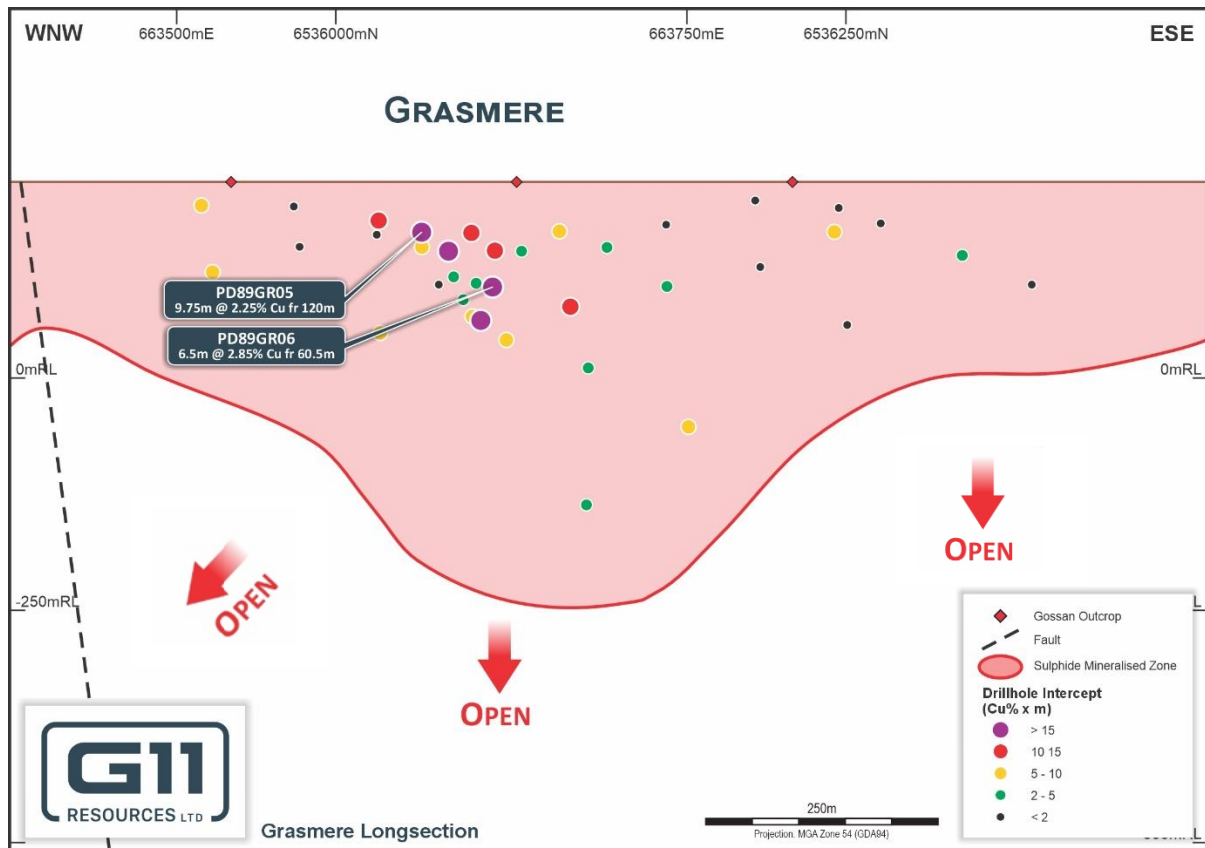 WNW
663500mE
6536000mN
663750mE
6536250mN
ESE
GRASMERE
PD89GR05
9.75m @ 2.25% Cu fr 120m
PD89GR06
6.5m @ 2.85% Cu fr 60.5m
0mRL
0mRL
OPEN
OPEN
OPEN
-250mRL
Gossan Outcrop
Fault
Sulphide Mineralised Zone
Drillhole Intercept
(Cu% x m)
> 15
10 15
5 - 10
2 - 5
< 2
G11
RESOURCES LTD
Grasmere Longsection
250m
Projection: MGA Zone 54 (GDA94)